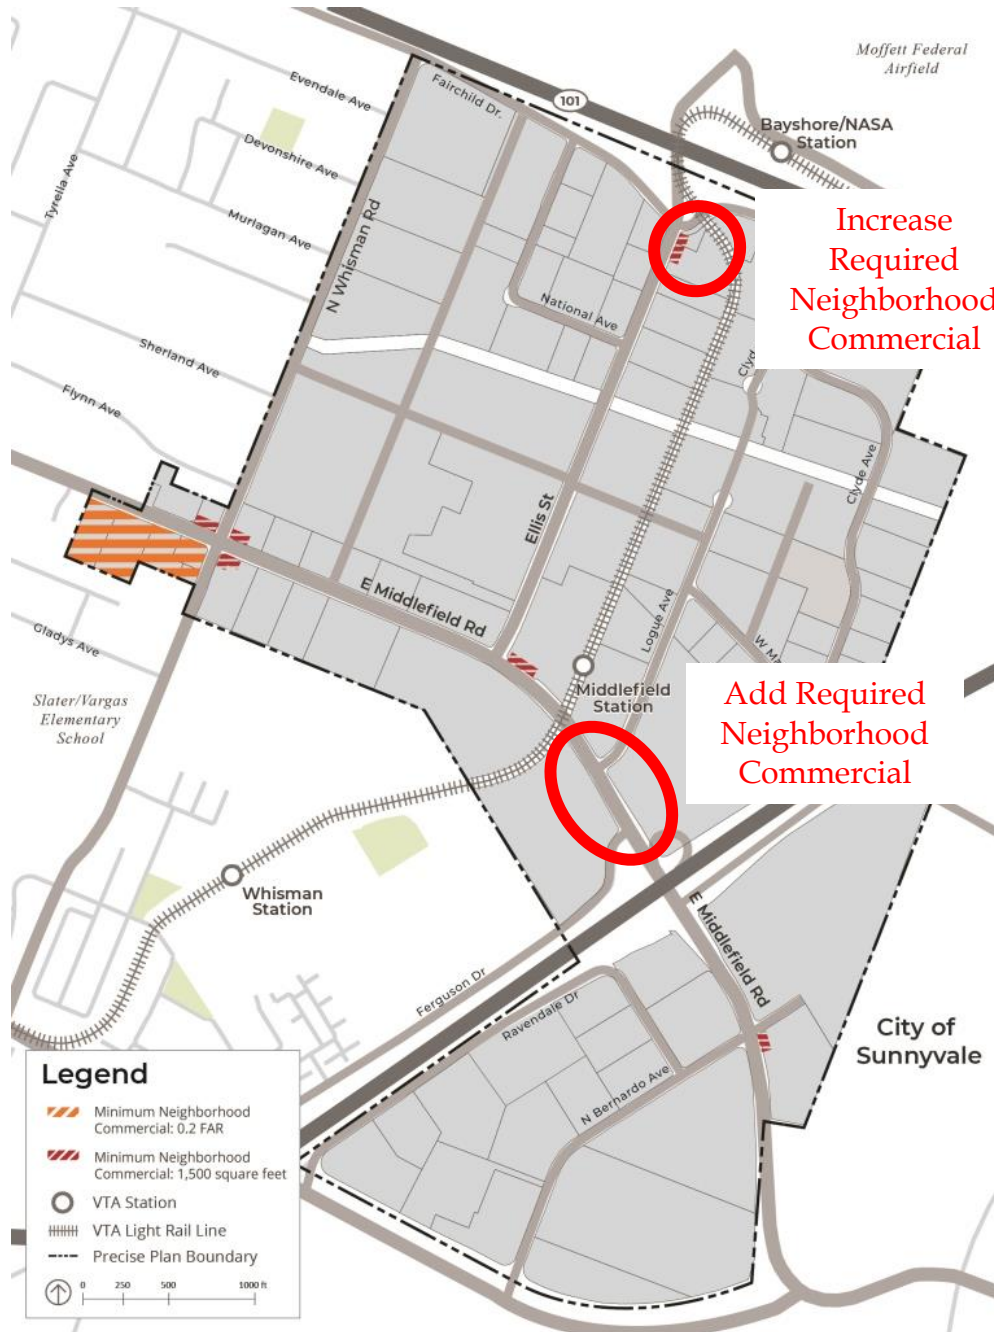 Moffett Federal
Airfield
Evendale Ave
Fairchild Dr.
101
Bayshore/NASA
Station
Devonshire Ave
Tyrella Ave
Murlagan Ave
N Whisman Rd
Increase
Required
Neighborhood
Commercial
National Ave
Sherland Ave
Flynn Ave
Clyde Ave
Ellis St
E Middlefield Rd
Logue Ave
Gladys Ave
Slater/Vargas
Elementary
School
Middlefield
Station
Add Required
Neighborhood
Commercial
Whisman
Station
E Middlefield Rd
Ferguson Dr
Ravendale Dr
N Bernardo Ave
City of
Sunnyvale
Legend
Minimum Neighborhood
Commercial: 0.2 FAR
Minimum Neighborhood
Commercial: 1,500 square feet
VTA Station
VTA Light Rail Line
Precise Plan Boundary
0 250 500 1000 ft